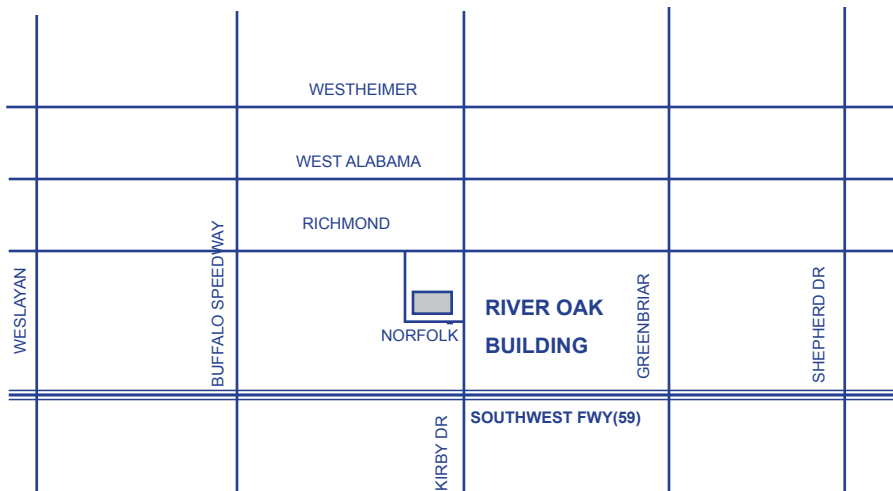 WESTHEIMER
WEST ALABAMA
RICHMOND
WESLAYAN
BUFFALO SPEEDWAY
NORFOLK
RIVER OAK
BUILDING
GREENBRIAR
SHEPHERD DR
KIRBY DR
SOUTHWEST FWY(59)